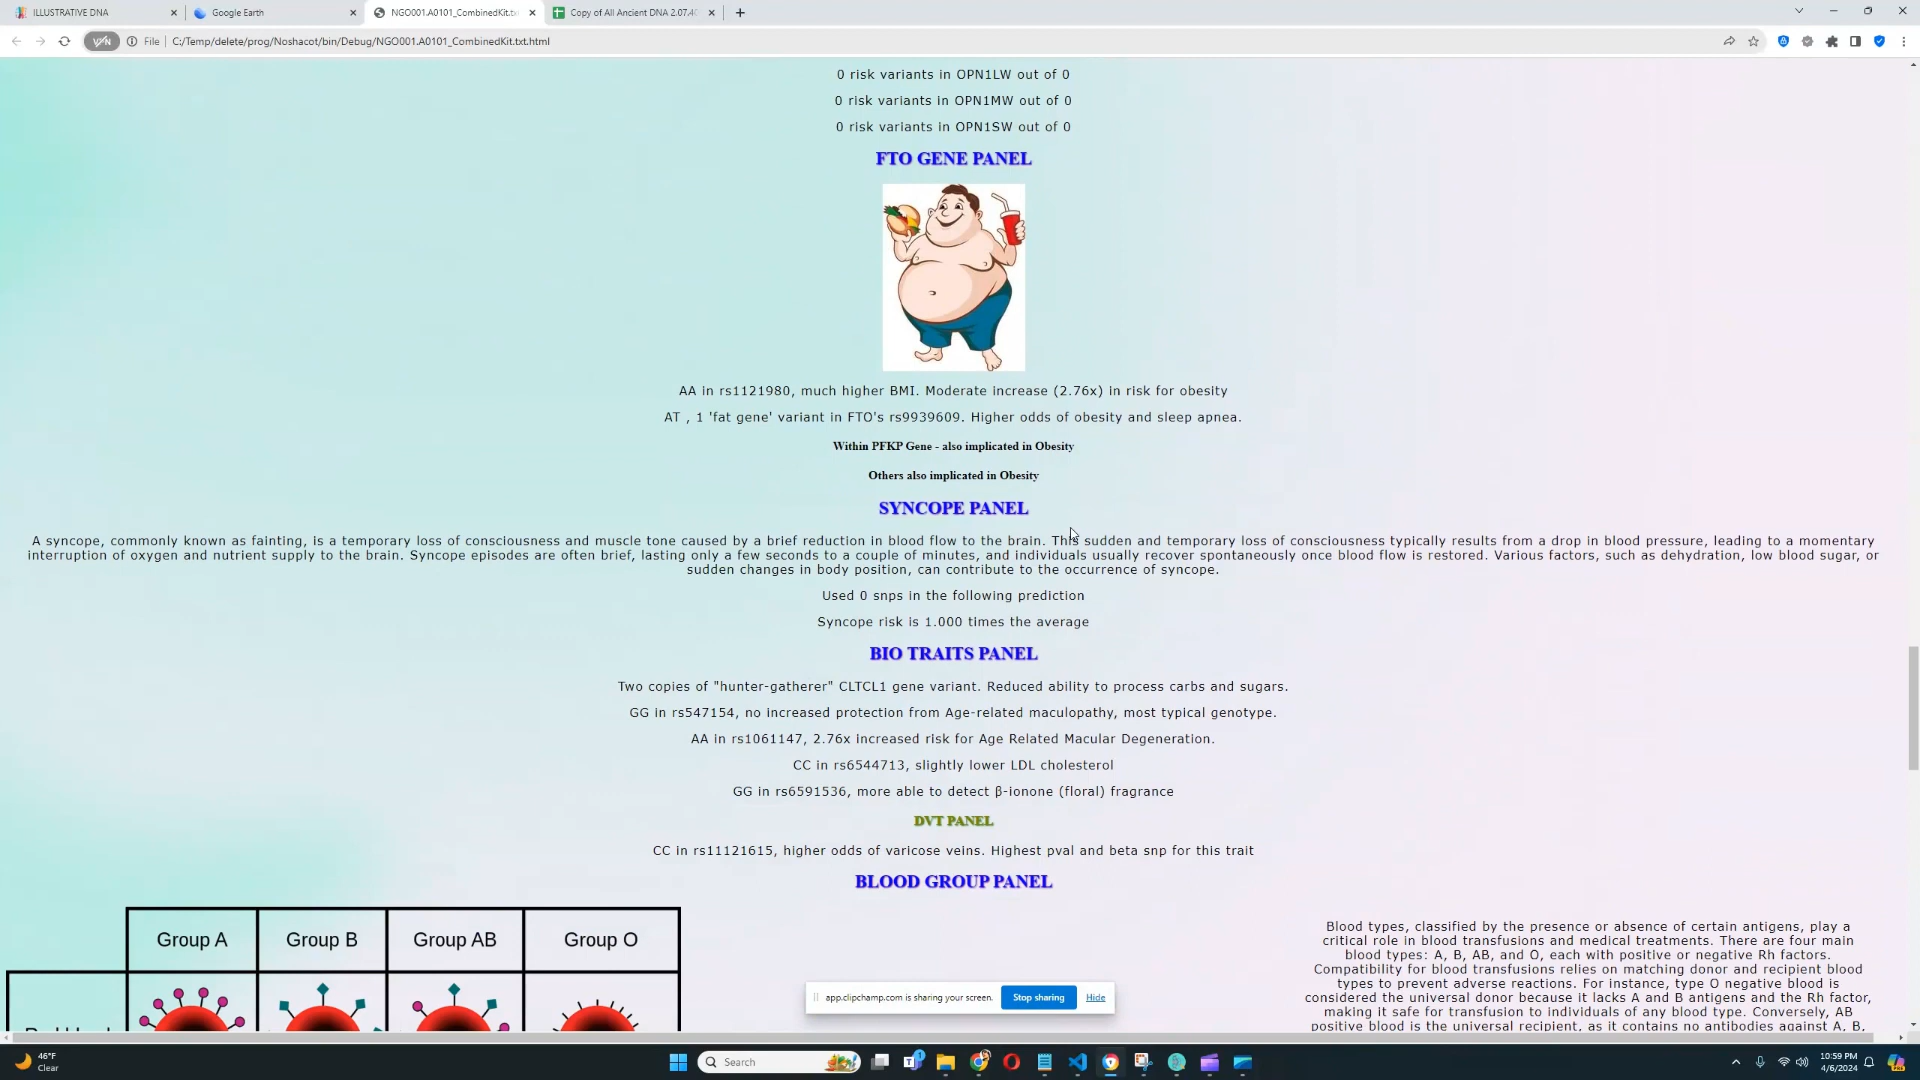 ILLUSTRATIVE DNA
Google Earth
NGO001.A0101_CombinedKit.tx
Copy of All Ancient DNA 2.07.4
VPN
File
C:/Temp/delete/prog/Noshacot/bin/Debug/NGO001.A0101_CombinedKit.txt.html
0 risk variants in OPN1LW out of 0
0 risk variants in OPN1MW out of 0
0 risk variants in OPN1SW out of 0
FTO GENE PANEL
AA in rs1121980, much higher BMI. Moderate increase (2.76x) in risk for obesity
AT , 1 'fat gene' variant in FTO's rs9939609. Higher odds of obesity and sleep apnea.
Within PFKP Gene - also implicated in Obesity
Others also implicated in Obesity
SYNCOPE PANEL
A syncope, commonly known as fainting, is a temporary loss of consciousness and muscle tone caused by a brief reduction in blood flow to the brain. This sudden and temporary loss of consciousness typically results from a drop in blood pressure, leading to a momentary
interruption of oxygen and nutrient supply to the brain. Syncope episodes are often brief, lasting only a few seconds to a couple of minutes, and individuals usually recover spontaneously once blood flow is restored. Various factors, such as dehydration, low blood sugar, or
sudden changes in body position, can contribute to the occurrence of syncope.
Used 0 snps in the following prediction
Syncope risk is 1.000 times the average
BIO TRAITS PANEL
Two copies of "hunter-gatherer" CLTCL1 gene variant. Reduced ability to process carbs and sugars.
GG in rs547154, no increased protection from Age-related maculopathy, most typical genotype.
AA in rs1061147, 2.76x increased risk for Age Related Macular Degeneration.
CC in rs6544713, slightly lower LDL cholesterol
GG in rs6591536, more able to detect β-ionone (floral) fragrance
DVT PANEL
CC in rs11121615, higher odds of varicose veins. Highest pval and beta snp for this trait
BLOOD GROUP PANEL
Group A
Group B
Group AB
Group O
Blood types, classified by the presence or absence of certain antigens, play a
critical role in blood transfusions and medical treatments. There are four main
blood types: A, B, AB, and O, each with positive or negative Rh factors.
Compatibility for blood transfusions relies on matching donor and recipient blood
types to prevent adverse reactions. For instance, type O negative blood is
considered the universal donor because it lacks A and B antigens and the Rh factor,
making it safe for transfusion to individuals of any blood type. Conversely, AB
positive blood is the universal recipient, as it contains no antibodies against A, B,
app.clipchamp.com is sharing your screen.
Stop sharing
Hide
46°F
Clear
Search
10:59 PM
4/6/2024